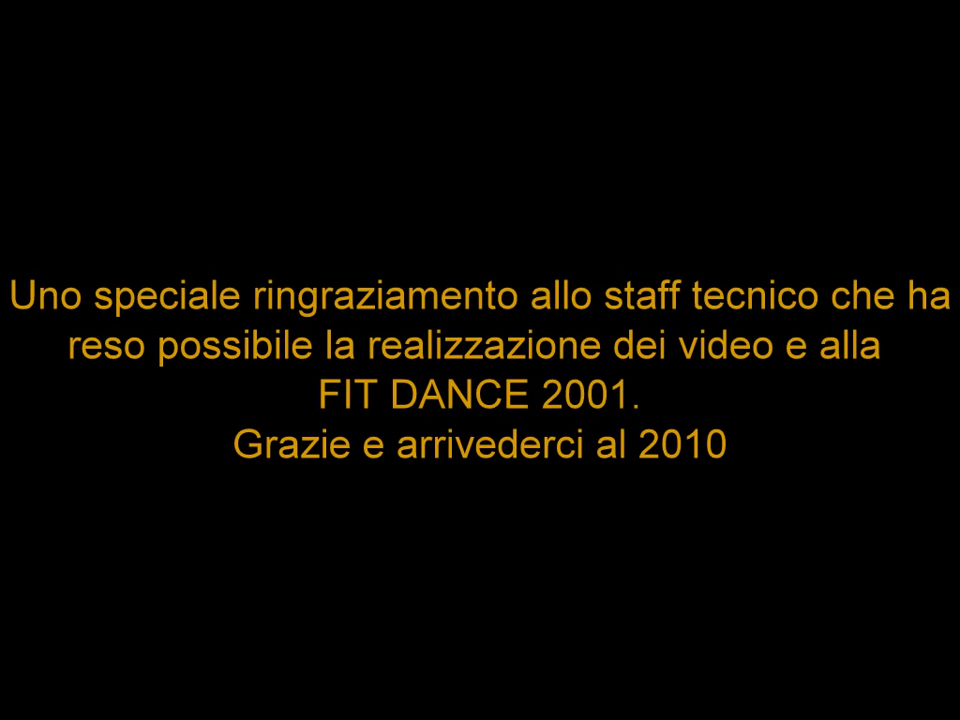 Uno speciale ringraziamento allo staff tecnico che ha
reso possibile la realizzazione dei video e alla
FIT DANCE 2001.
Grazie e arrivederci al 2010